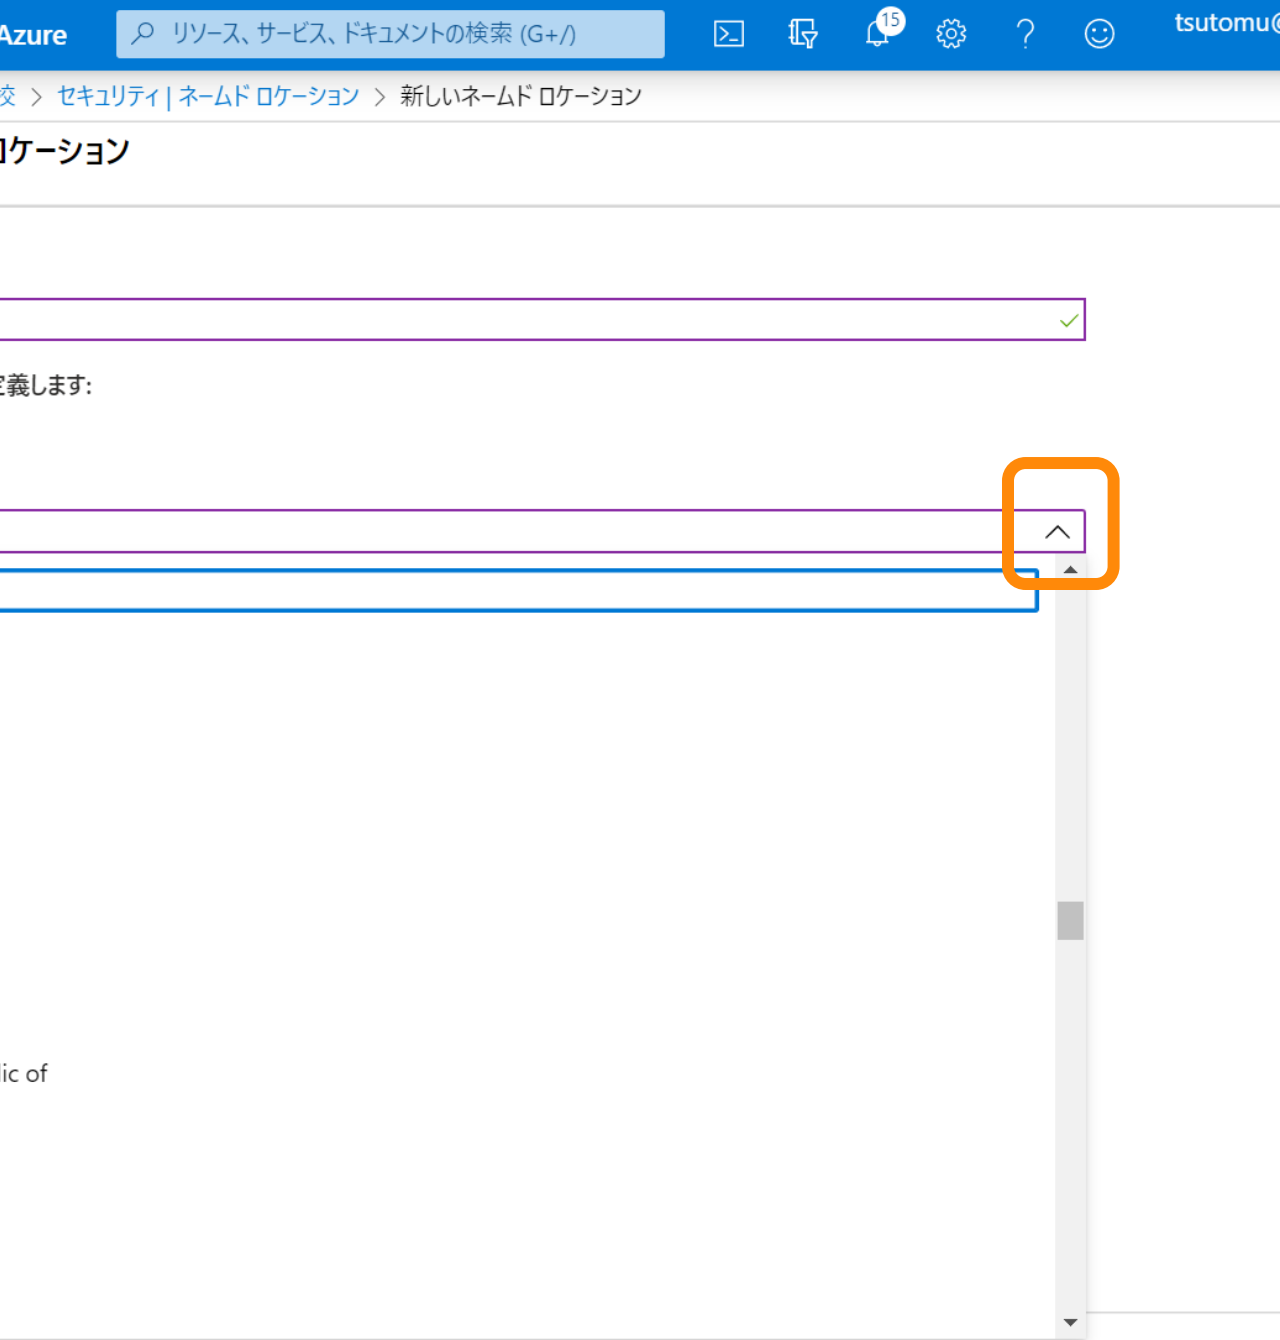 Azure
リソース、サービス、ドキュメントの検索 (G+/)
15
tsutomu@
校 > セキュリティ | ネームド ロケーション > 新しいネームド ロケーション
ロケーション
定義します:
lic of